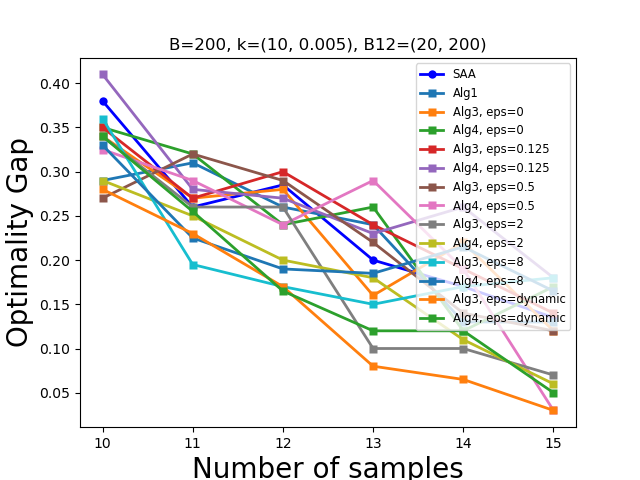 B=200, k=(10, 0.005), B12=(20, 200)
Optimality Gap
0.40
0.35
0.30
0.25
0.20
0.15
0.10
0.05
SAA
Alg1
Alg3, eps=0
Alg4, eps=0
Alg3, eps=0.125
Alg4, eps=0.125
Alg3, eps=0.5
Alg4, eps=0.5
Alg3, eps=2
Alg4, eps=2
Alg3, eps=8
Alg4, eps=8
Alg3, eps=dynamic
Alg4, eps=dynamic
10 11 12 13 14 15
Number of samples